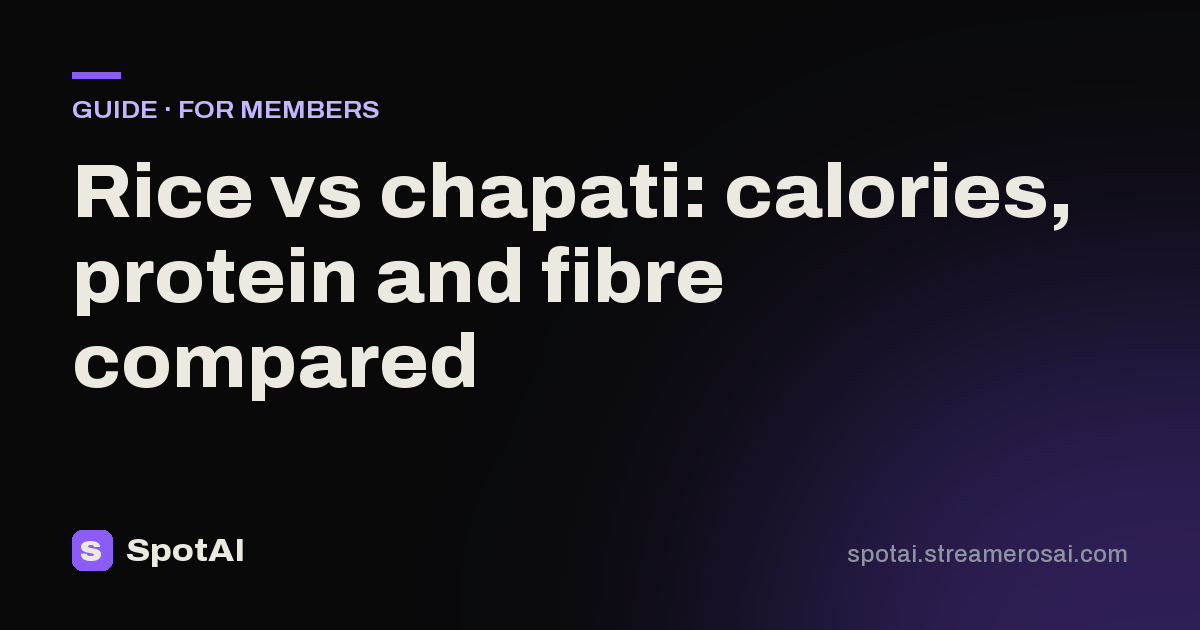 GUIDE · FOR MEMBERS
Rice vs chapati: calories,
protein and fibre
compared
S SpotAI
spotai.streamerosai.com